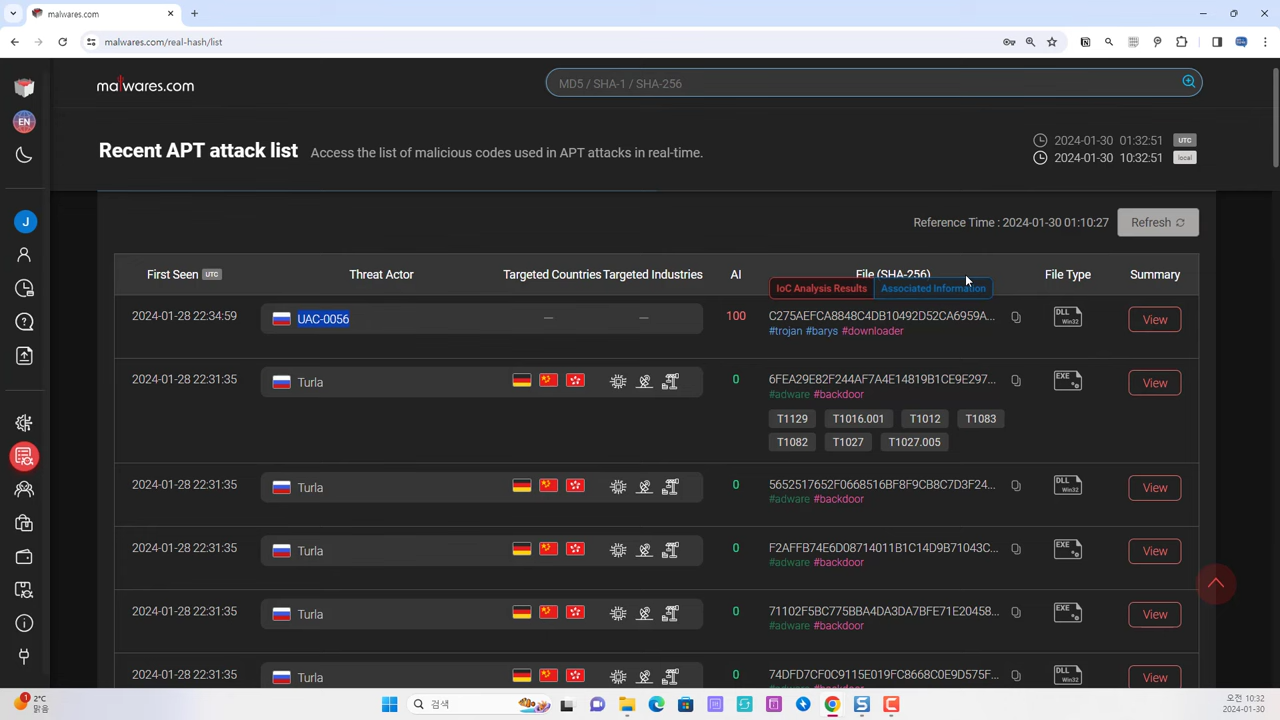 malwares.com
malwares.com/real-hash/list
malwares.com
MD5 / SHA-1 / SHA-256
EN
Recent APT attack list Access the list of malicious codes used in APT attacks in real-time.
2024-01-30 01:32:51 UTC
2024-01-30 10:32:51 local
J
Reference Time : 2024-01-30 01:10:27 Refresh
First Seen UTC Threat Actor Targeted Countries Targeted Industries AI File (SHA-256) File Type Summary
IoC Analysis Results Associated Information
2024-01-28 22:34:59 UAC-0056 — — 100 C275AEFCA8848C4DB10492D52CA6959A... DLL Win32 View
#trojan #barys #downloader
2024-01-28 22:31:35 Turla 0 6FEA29E82F244AF7A4E14819B1CE9E297... EXE View
#adware #backdoor
T1129 T1016.001 T1012 T1083
T1082 T1027 T1027.005
2024-01-28 22:31:35 Turla 0 5652517652F0668516BF8F9CB8C7D3F24... DLL Win32 View
#adware #backdoor
2024-01-28 22:31:35 Turla 0 F2AFFB74E6D08714011B1C14D9B71043C... EXE View
#adware #backdoor
2024-01-28 22:31:35 Turla 0 71102F5BC775BBA4DA3DA7BFE71E20458... EXE View
#adware #backdoor
2024-01-28 22:31:35 Turla 0 74DFD7CF0C9115E019FC8668C0E9D575F... DLL Win32 View
#adware #backdoor
1 2°C
맑음
검색
오전 10:32
2024-01-30